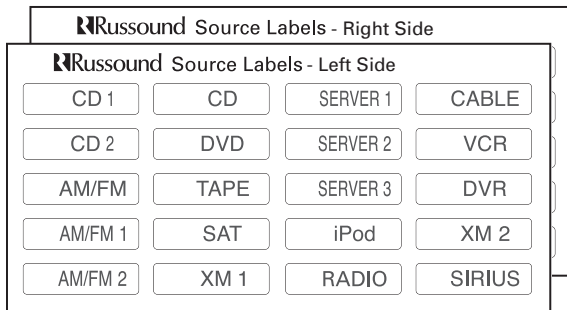 Russound Source Labels - Right Side
Russound Source Labels - Left Side
CD 1 CD SERVER 1 CABLE
CD 2 DVD SERVER 2 VCR
AM/FM TAPE SERVER 3 DVR
AM/FM 1 SAT iPod XM 2
AM/FM 2 XM 1 RADIO SIRIUS